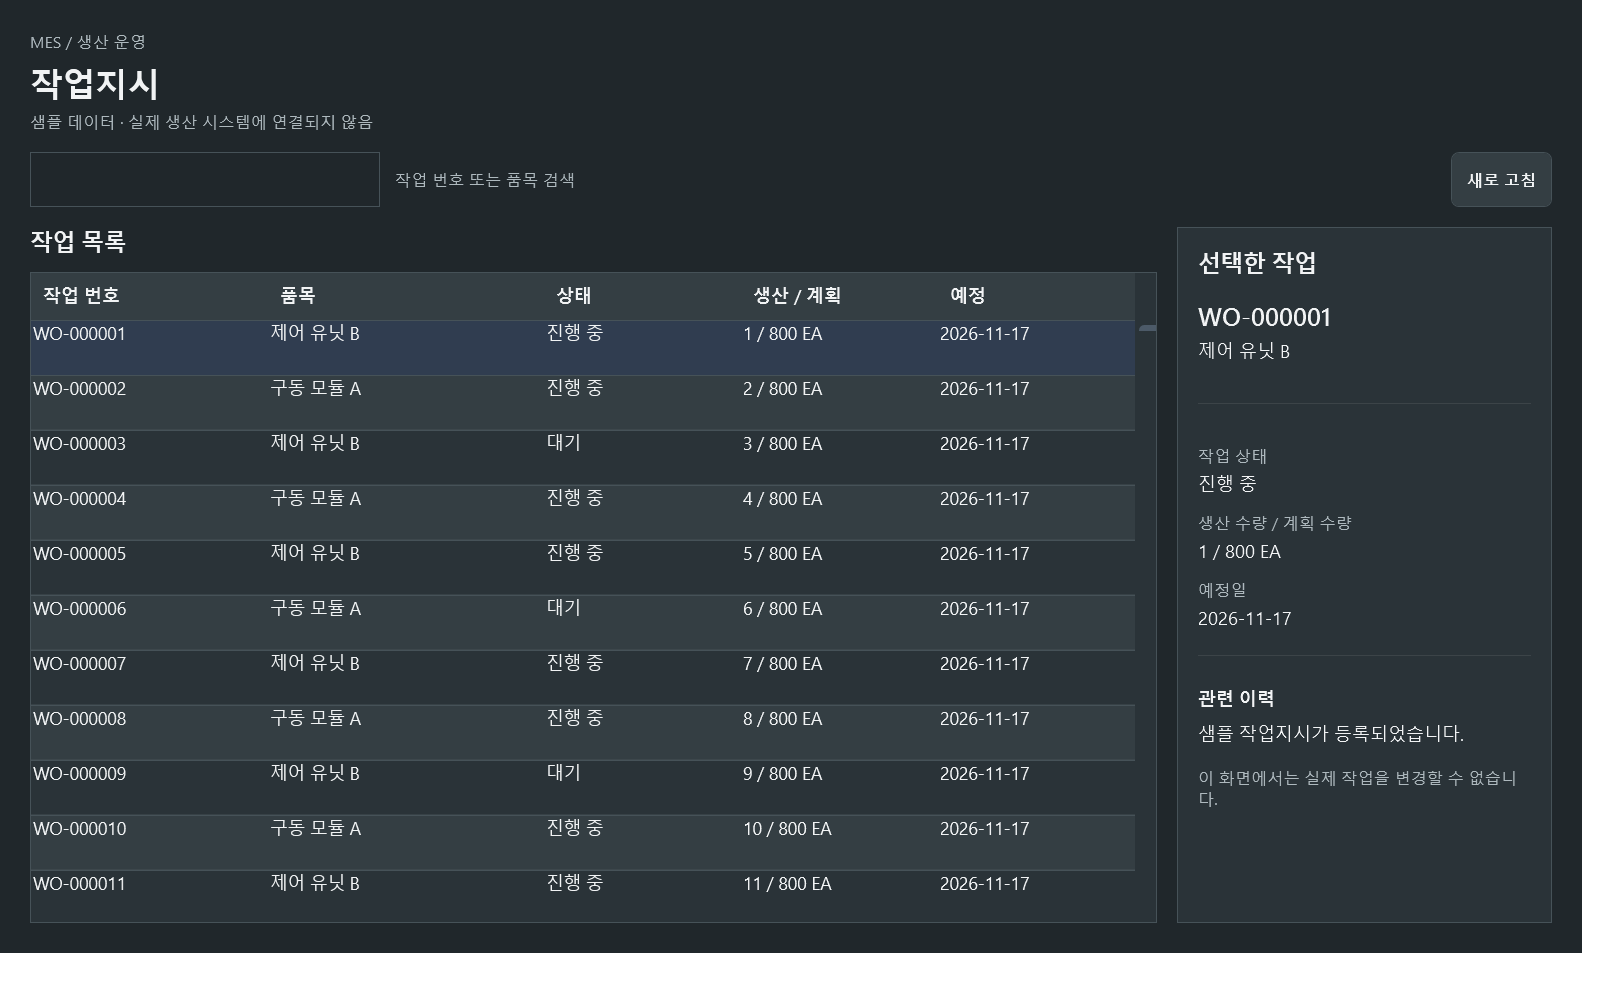 MES / 생산 운영
작업지시
샘플 데이터 · 실제 생산 시스템에 연결되지 않음
작업 번호 또는 품목 검색
새로 고침
작업 목록
작업 번호 품목 상태 생산 / 계획 예정
WO-000001 제어 유닛 B 진행 중 1 / 800 EA 2026-11-17
WO-000002 구동 모듈 A 진행 중 2 / 800 EA 2026-11-17
WO-000003 제어 유닛 B 대기 3 / 800 EA 2026-11-17
WO-000004 구동 모듈 A 진행 중 4 / 800 EA 2026-11-17
WO-000005 제어 유닛 B 진행 중 5 / 800 EA 2026-11-17
WO-000006 구동 모듈 A 대기 6 / 800 EA 2026-11-17
WO-000007 제어 유닛 B 진행 중 7 / 800 EA 2026-11-17
WO-000008 구동 모듈 A 진행 중 8 / 800 EA 2026-11-17
WO-000009 제어 유닛 B 대기 9 / 800 EA 2026-11-17
WO-000010 구동 모듈 A 진행 중 10 / 800 EA 2026-11-17
WO-000011 제어 유닛 B 진행 중 11 / 800 EA 2026-11-17
선택한 작업
WO-000001
제어 유닛 B
작업 상태
진행 중
생산 수량 / 계획 수량
1 / 800 EA
예정일
2026-11-17
관련 이력
샘플 작업지시가 등록되었습니다.
이 화면에서는 실제 작업을 변경할 수 없습니
다.